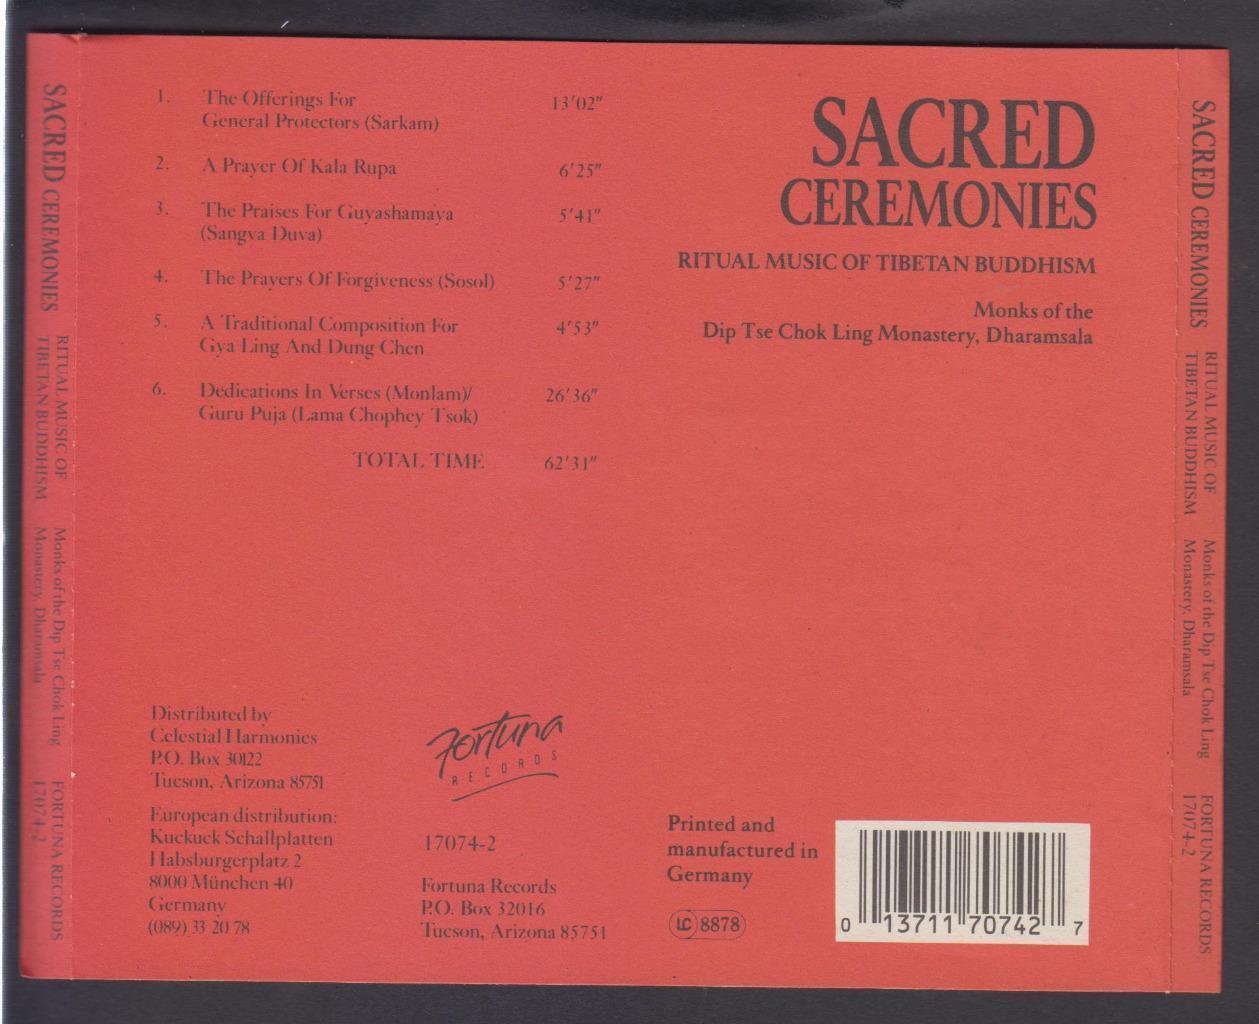 SACRED CEREMONIES
RITUAL MUSIC OF
TIBETAN BUDDHISM
Monks of the Dip Tse Chok Ling
Monastery, Dharamsala
FORTUNA RECORDS
17074-2
1. The Offerings For
General Protectors (Sarkam) 13'02"
2. A Prayer Of Kala Rupa 6'25"
3. The Praises For Guyashamaya
(Sangva Duva) 5'41"
4. The Prayers Of Forgiveness (Sosol) 5'27"
5. A Traditional Composition For
Gya Ling And Dung Chen 4'53"
6. Dedications In Verses (Monlam)/
Guru Puja (Lama Chophey Tsok) 26'36"
TOTAL TIME 62'31"
SACRED
CEREMONIES
RITUAL MUSIC OF TIBETAN BUDDHISM
Monks of the
Dip Tse Chok Ling Monastery, Dharamsala
Distributed by
Celestial Harmonies
P.O. Box 30122
Tucson, Arizona 85751
European distribution:
Kuckuck Schallplatten
Habsburgerplatz 2
8000 München 40
Germany
(089) 33 20 78
Fortuna
RECORDS
17074-2
Fortuna Records
P.O. Box 32016
Tucson, Arizona 85751
Printed and
manufactured in
Germany
LC 8878
0 13711 70742 7
SACRED CEREMONIES
RITUAL MUSIC OF
TIBETAN BUDDHISM
Monks of the Dip Tse Chok Ling
Monastery, Dharamsala
FORTUNA RECORDS
17074-2